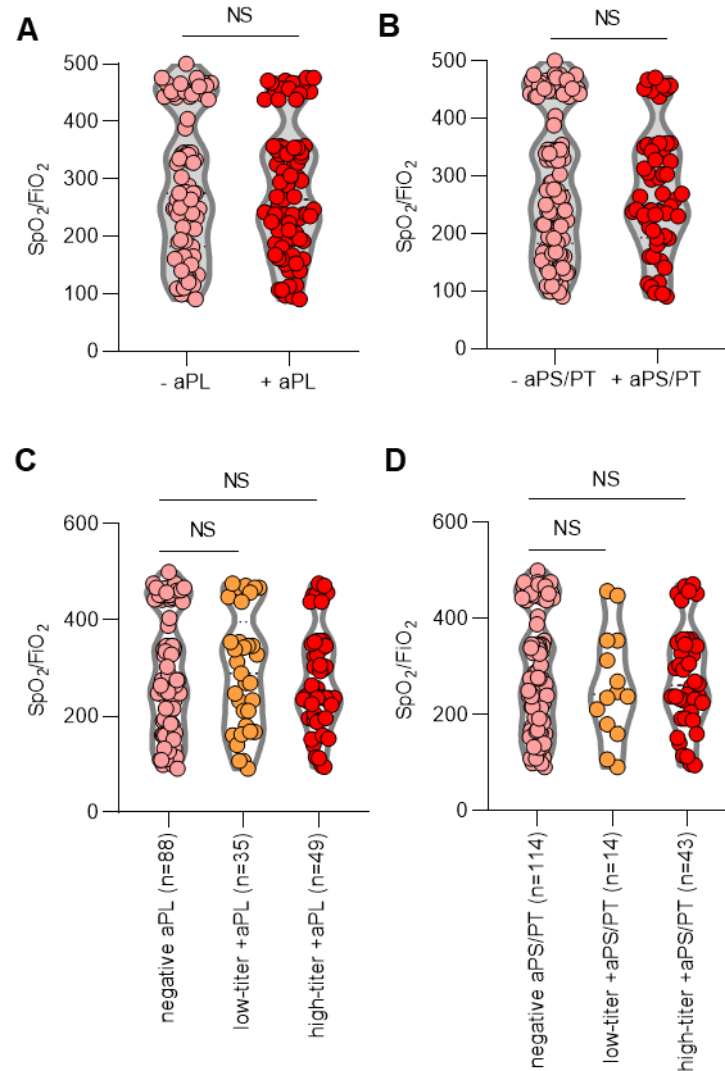 A
NS
SpO2/FiO2
500
400
300
200
100
0
- aPL
+ aPL
B
NS
SpO2/FiO2
500
400
300
200
100
0
- aPS/PT
+ aPS/PT
C
NS
NS
SpO2/FiO2
600
400
200
0
negative aPL (n=88)
low-titer +aPL (n=35)
high-titer +aPL (n=49)
D
NS
NS
SpO2/FiO2
600
400
200
0
negative aPS/PT (n=114)
low-titer +aPS/PT (n=14)
high-titer +aPS/PT (n=43)